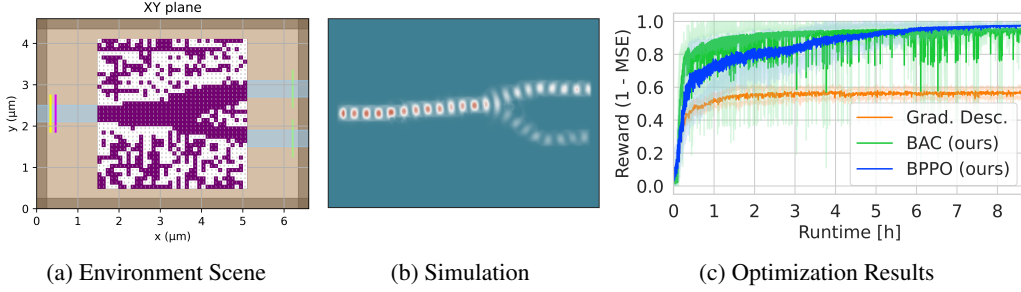 XY plane
y (μm)
4
3
2
1
0
0 1 2 3 4 5 6
x (μm)
Reward (1 - MSE)
1.0
0.8
0.6
0.4
0.2
0.0
Grad. Desc.
BAC (ours)
BPPO (ours)
0 1 2 3 4 5 6 7 8
Runtime [h]
(a) Environment Scene
(b) Simulation
(c) Optimization Results